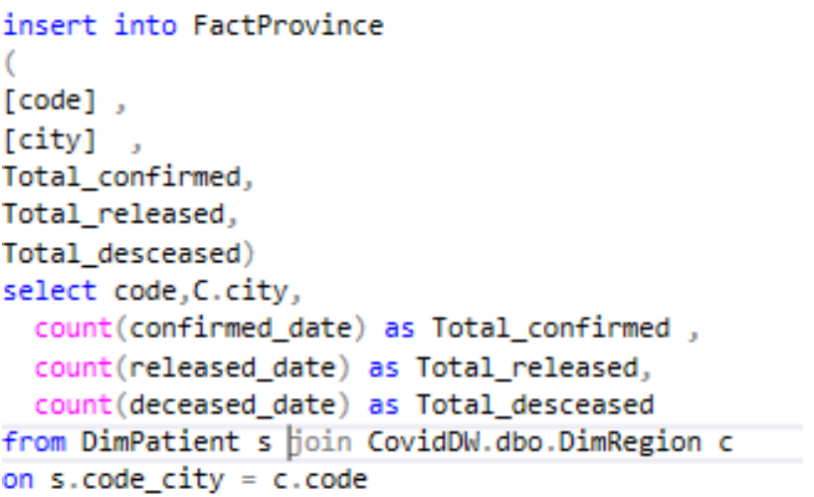 insert into FactProvince
(
[code] ,
[city]  ,
Total_confirmed,
Total_released,
Total_desceased)
select code,C.city,
  count(confirmed_date) as Total_confirmed ,
  count(released_date) as Total_released,
  count(deceased_date) as Total_desceased
from DimPatient s join CovidDW.dbo.DimRegion c
on s.code_city = c.code